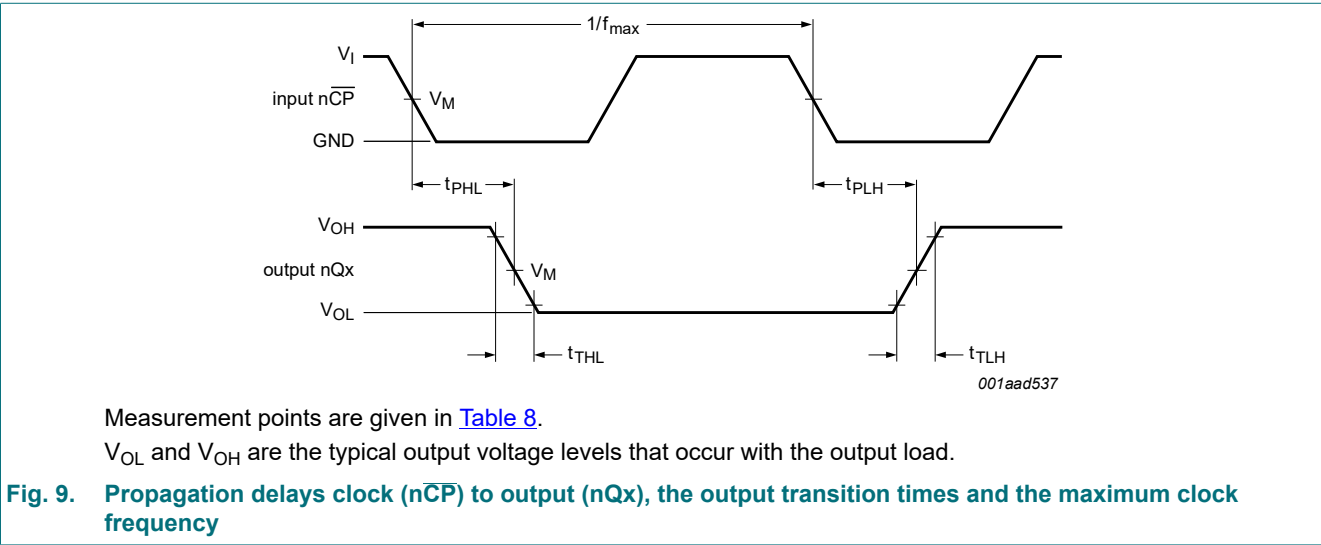 1/fmax
VI
input nC̅P̅
VM
GND
tPHL
tPLH
VOH
output nQx
VM
VOL
tTHL
tTLH
001aad537
Measurement points are given in Table 8.
VOL and VOH are the typical output voltage levels that occur with the output load.
Fig. 9. Propagation delays clock (nC̅P̅) to output (nQx), the output transition times and the maximum clock
frequency